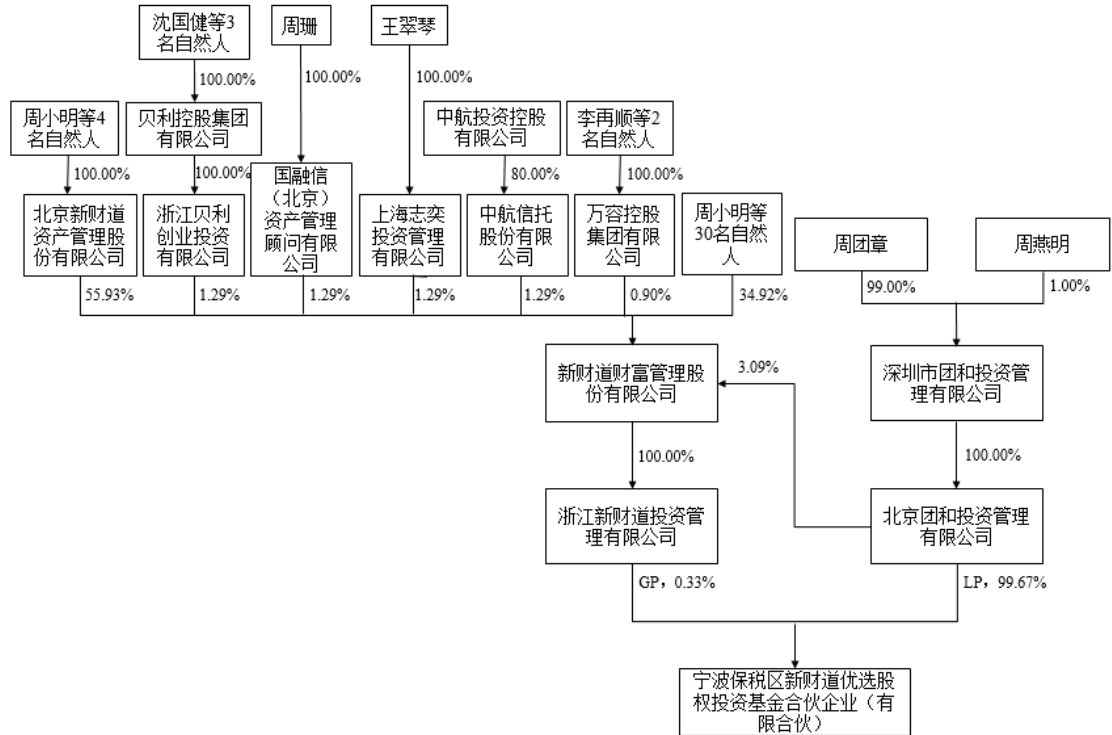 沈国健等3
名自然人
周珊
王翠琴
100.00%
100.00%
100.00%
周小明等4
名自然人
贝利控股集团
有限公司
中航投资控股
有限公司
李再顺等2
名自然人
100.00%
100.00%
80.00%
100.00%
北京新财道
资产管理股
份有限公司
浙江贝利
创业投资
有限公司
国融信
（北京）
资产管理
顾问有限
公司
上海志奕
投资管理
有限公司
中航信托
股份有限
公司
万容控股
集团有限
公司
周小明等
30名自然
人
周团章
周燕明
55.93%
1.29%
1.29%
1.29%
1.29%
0.90%
34.92%
99.00%
1.00%
新财道财富管理股
份有限公司
3.09%
深圳市团和投资管
理有限公司
100.00%
100.00%
浙江新财道投资管
理有限公司
北京团和投资管理
有限公司
GP，0.33%
LP，99.67%
宁波保税区新财道优选股
权投资基金合伙企业（有
限合伙）